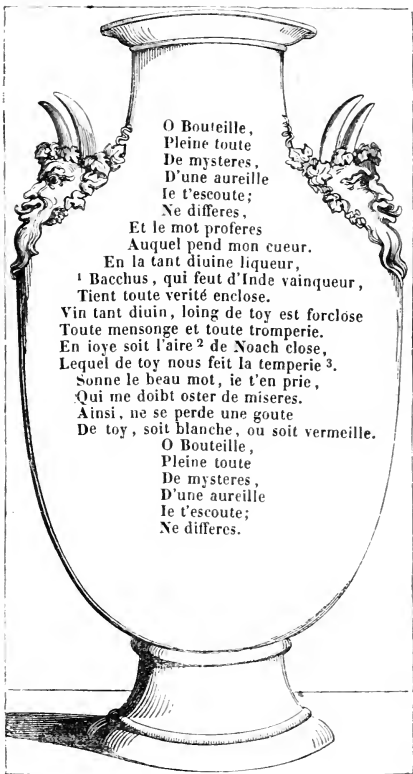 O Bouteille,
Pleine toute
De mysteres,
D'une aureille
Ie t'escoute;
Ne differes,
Et le mot proferes
Auquel pend mon cueur.
En la tant diuine liqueur,
¹ Bacchus, qui feut d'Inde vainqueur,
Tient toute verité enclose.
Vin tant diuin, loing de toy est forclose
Toute mensonge et toute tromperie.
En ioye soit l'aire ² de Noach close,
Lequel de toy nous feit la temperie ³.
Sonne le beau mot, ie t'en prie,
Qui me doibt oster de miseres.
Ainsi, ne se perde une goute
De toy, soit blanche, ou soit vermeille.
O Bouteille,
Pleine toute
De mysteres,
D'une aureille
Ie t'escoute;
Ne differes.